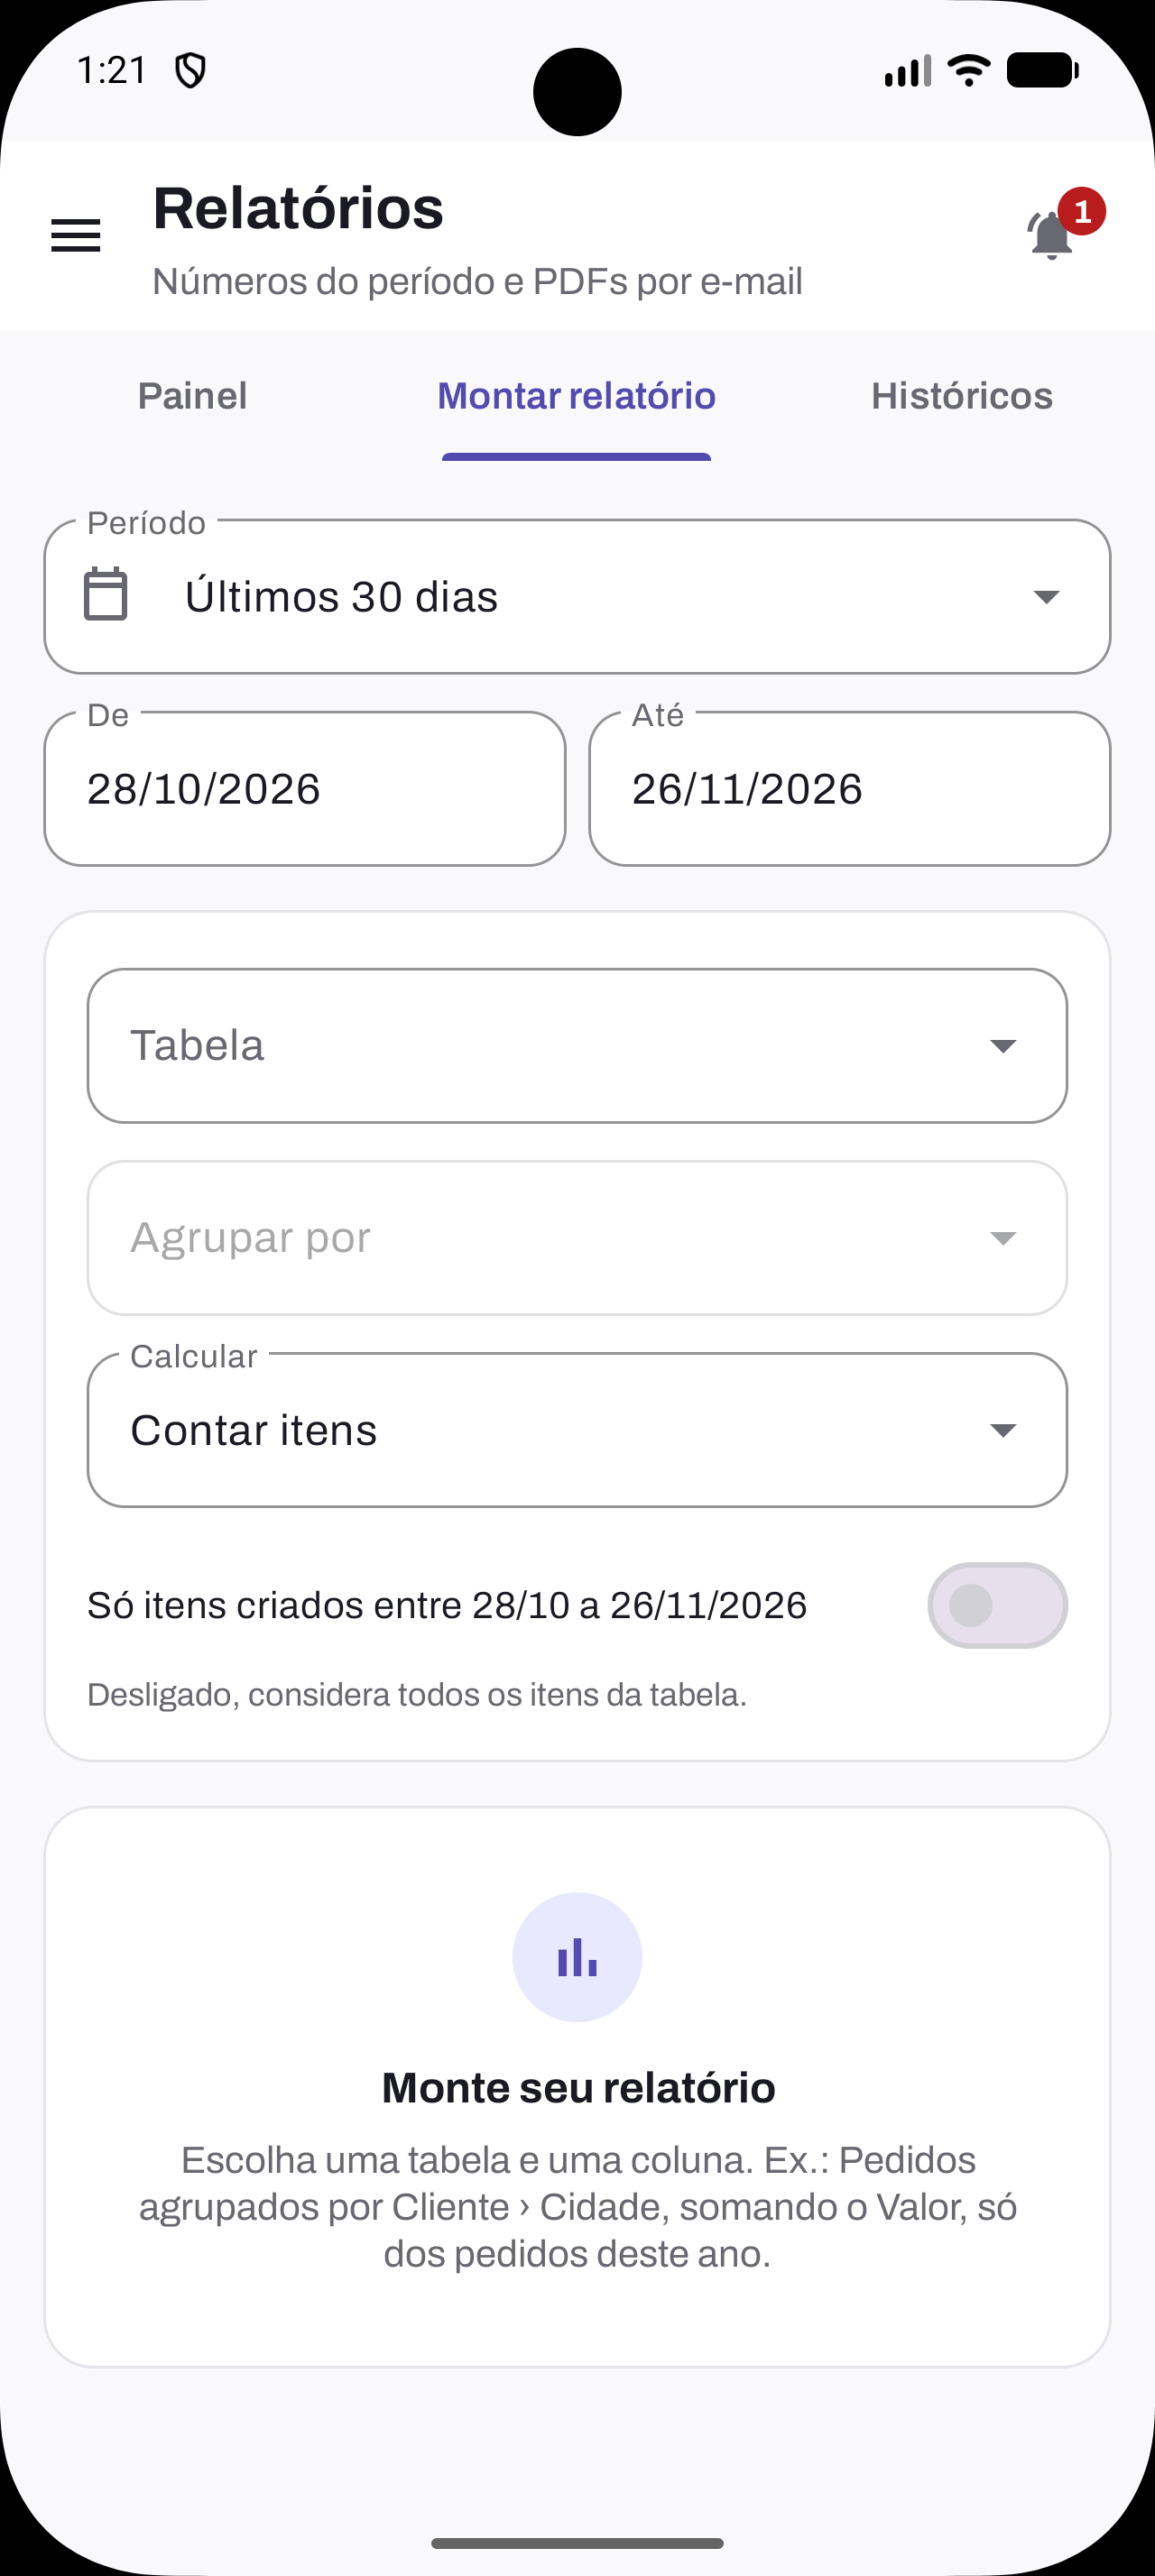 1:21
Relatórios
1
Números do período e PDFs por e-mail
Painel
Montar relatório
Históricos
Período
Últimos 30 dias
De
28/10/2026
Até
26/11/2026
Tabela
Agrupar por
Calcular
Contar itens
Só itens criados entre 28/10 a 26/11/2026
Desligado, considera todos os itens da tabela.
Monte seu relatório
Escolha uma tabela e uma coluna. Ex.: Pedidos
agrupados por Cliente › Cidade, somando o Valor, só
dos pedidos deste ano.